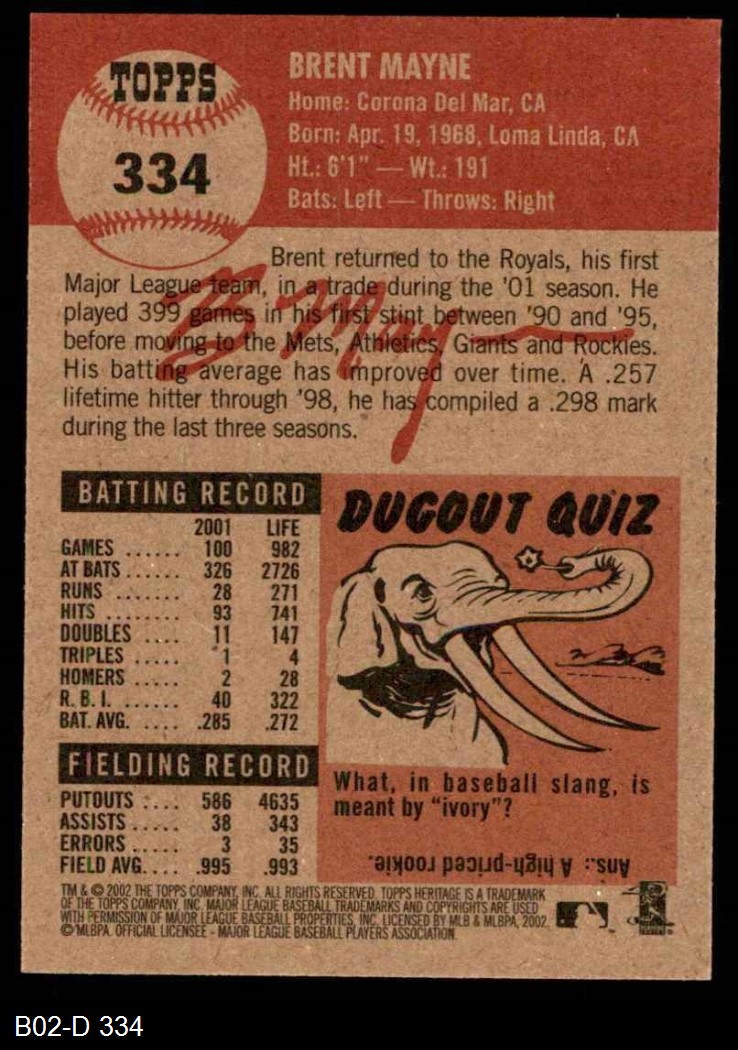 TOPPS
334
BRENT MAYNE
Home: Corona Del Mar, CA
Born: Apr. 19, 1968, Loma Linda, CA
Ht.: 6'1" — Wt.: 191
Bats: Left — Throws: Right
Brent returned to the Royals, his first
Major League team, in a trade during the '01 season. He
played 399 games in his first stint between '90 and '95,
before moving to the Mets, Athletics, Giants and Rockies.
His batting average has improved over time. A .257
lifetime hitter through '98, he has compiled a .298 mark
during the last three seasons.
B Mayne
BATTING RECORD
2001 LIFE
GAMES ...... 100 982
AT BATS ...... 326 2726
RUNS ....... 28 271
HITS ........ 93 741
DOUBLES .... 11 147
TRIPLES ..... 1 4
HOMERS ..... 2 28
R. B. I. ...... 40 322
BAT. AVG. .... .285 .272
FIELDING RECORD
PUTOUTS .... 586 4635
ASSISTS ..... 38 343
ERRORS ..... 3 35
FIELD AVG. ... .995 .993
DUGOUT QUIZ
What, in baseball slang, is
meant by "ivory"?
Ans.: A high-priced rookie.
TM & © 2002 THE TOPPS COMPANY, INC. ALL RIGHTS RESERVED. TOPPS HERITAGE IS A TRADEMARK
OF THE TOPPS COMPANY, INC. MAJOR LEAGUE BASEBALL TRADEMARKS AND COPYRIGHTS ARE USED
WITH PERMISSION OF MAJOR LEAGUE BASEBALL PROPERTIES, INC. LICENSED BY MLB & MLBPA, 2002.
© MLBPA. OFFICIAL LICENSEE - MAJOR LEAGUE BASEBALL PLAYERS ASSOCIATION.
B02-D 334